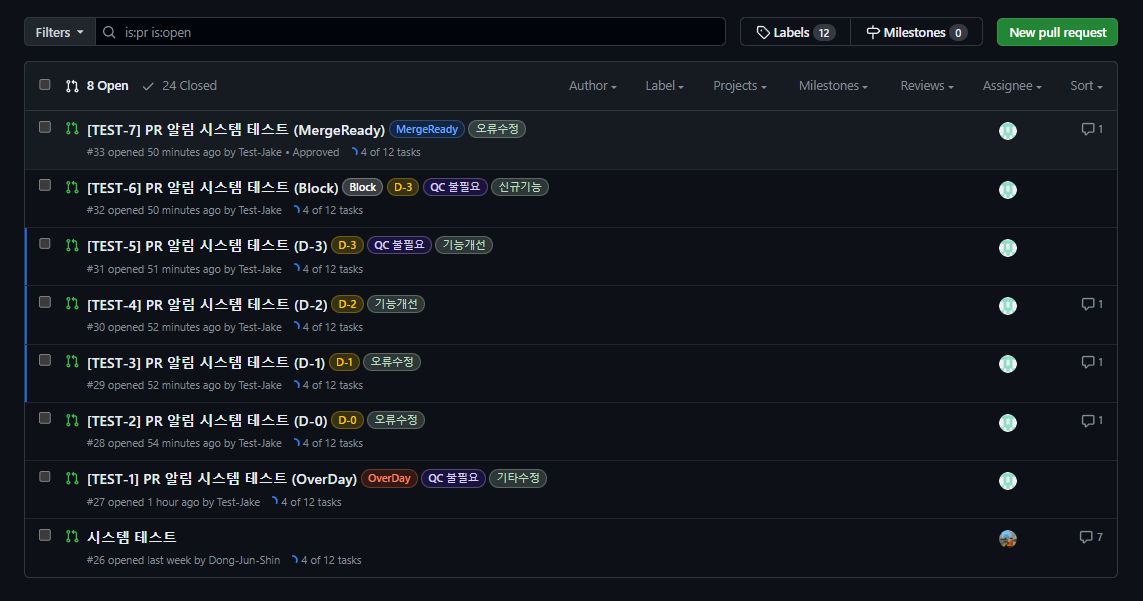 Filters is:pr is:open Labels 12 Milestones 0 New pull request
8 Open 24 Closed Author Label Projects Milestones Reviews Assignee Sort
[TEST-7] PR 알림 시스템 테스트 (MergeReady) MergeReady 오류수정 1
#33 opened 50 minutes ago by Test-Jake • Approved 4 of 12 tasks
[TEST-6] PR 알림 시스템 테스트 (Block) Block D-3 QC 불필요 신규기능
#32 opened 50 minutes ago by Test-Jake 4 of 12 tasks
[TEST-5] PR 알림 시스템 테스트 (D-3) D-3 QC 불필요 기능개선
#31 opened 51 minutes ago by Test-Jake 4 of 12 tasks
[TEST-4] PR 알림 시스템 테스트 (D-2) D-2 기능개선 1
#30 opened 52 minutes ago by Test-Jake 4 of 12 tasks
[TEST-3] PR 알림 시스템 테스트 (D-1) D-1 오류수정 1
#29 opened 52 minutes ago by Test-Jake 4 of 12 tasks
[TEST-2] PR 알림 시스템 테스트 (D-0) D-0 오류수정 1
#28 opened 54 minutes ago by Test-Jake 4 of 12 tasks
[TEST-1] PR 알림 시스템 테스트 (OverDay) OverDay QC 불필요 기타수정
#27 opened 1 hour ago by Test-Jake 4 of 12 tasks
시스템 테스트 7
#26 opened last week by Dong-Jun-Shin 4 of 12 tasks